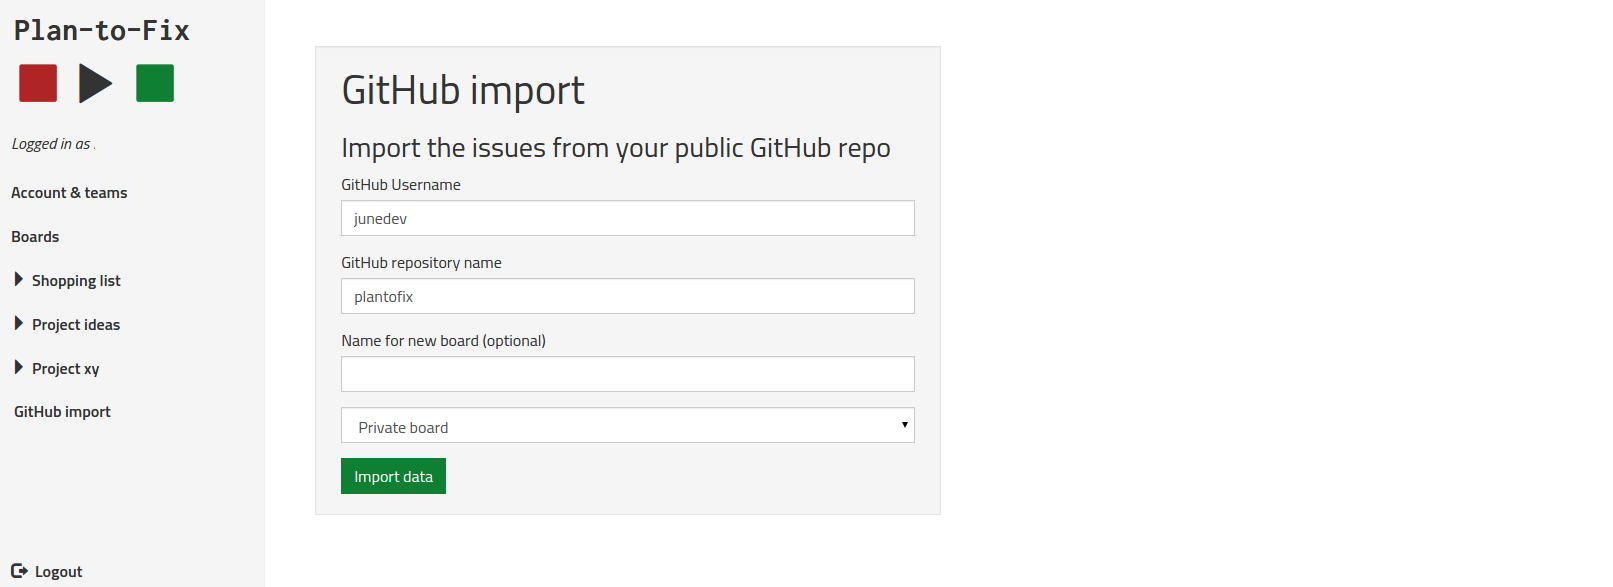 Plan-to-Fix
Logged in as
Account & teams
Boards
Shopping list
Project ideas
Project xy
GitHub import
Logout
GitHub import
Import the issues from your public GitHub repo
GitHub Username
junedev
GitHub repository name
plantofix
Name for new board (optional)
Private board
Import data